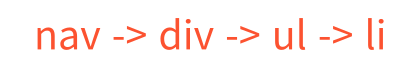 nav -> div -> ul -> li